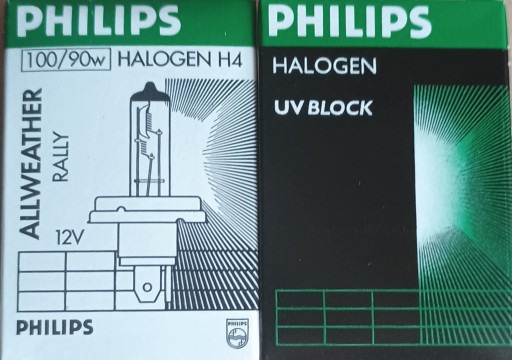 PHILIPS
100/90w HALOGEN H4
ALLWEATHER
RALLY
12V
PHILIPS
PHILIPS
PHILIPS
HALOGEN
UV BLOCK